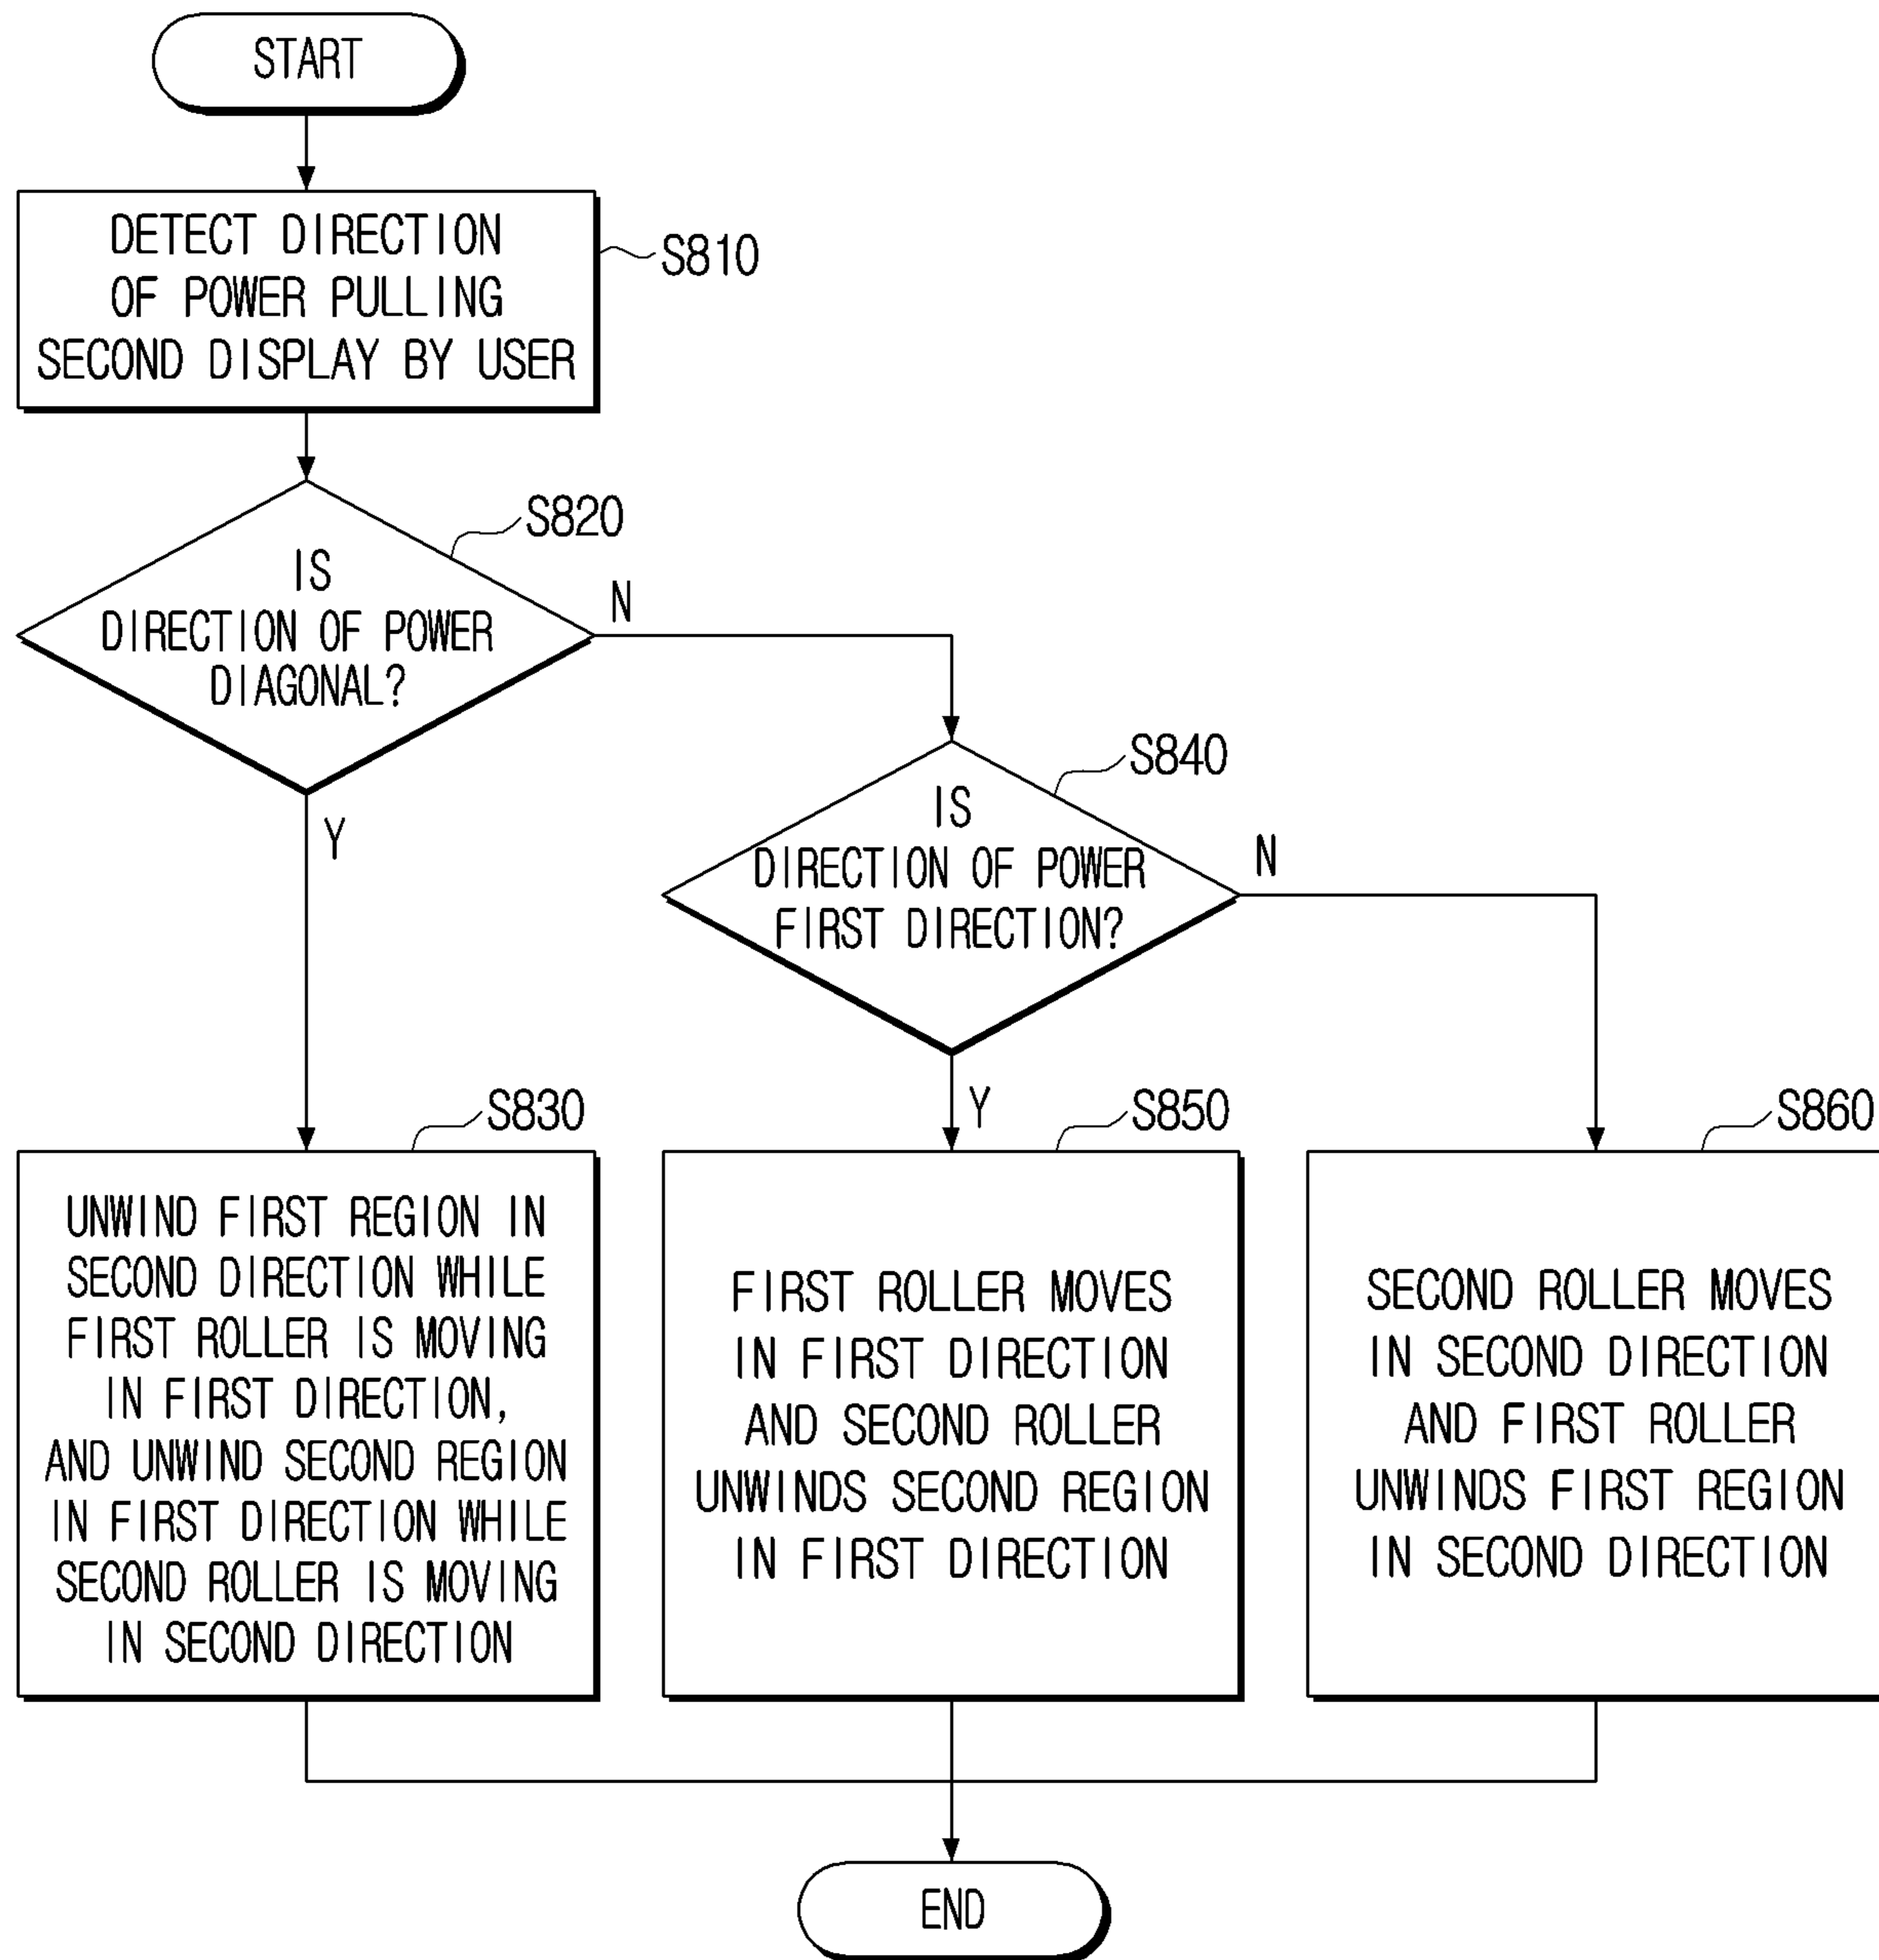 START
DETECT DIRECTION
OF POWER PULLING
SECOND DISPLAY BY USER
S810
S820
IS
DIRECTION OF POWER
DIAGONAL?
N
Y
S840
IS
DIRECTION OF POWER
FIRST DIRECTION?
N
Y
S830
UNWIND FIRST REGION IN
SECOND DIRECTION WHILE
FIRST ROLLER IS MOVING
IN FIRST DIRECTION,
AND UNWIND SECOND REGION
IN FIRST DIRECTION WHILE
SECOND ROLLER IS MOVING
IN SECOND DIRECTION
S850
FIRST ROLLER MOVES
IN FIRST DIRECTION
AND SECOND ROLLER
UNWINDS SECOND REGION
IN FIRST DIRECTION
S860
SECOND ROLLER MOVES
IN SECOND DIRECTION
AND FIRST ROLLER
UNWINDS FIRST REGION
IN SECOND DIRECTION
END